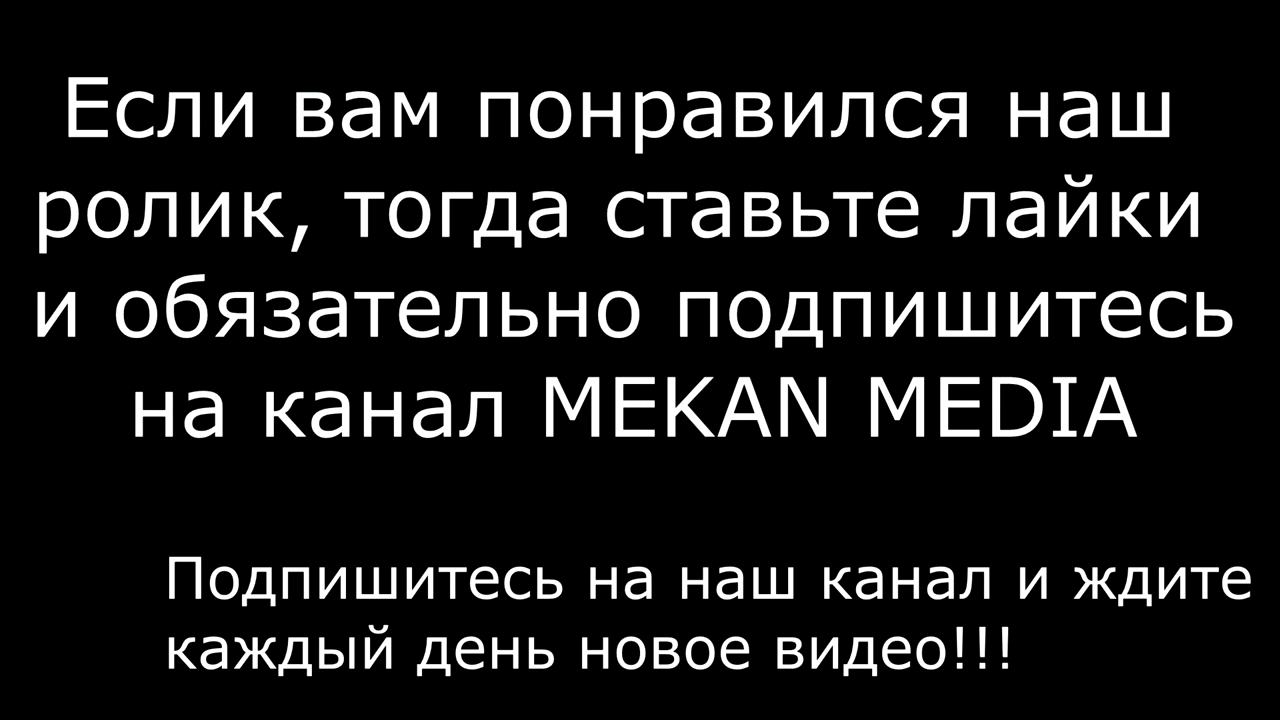 Если вам понравился наш
ролик, тогда ставьте лайки
и обязательно подпишитесь
на канал MEKAN MEDIA
Подпишитесь на наш канал и ждите
каждый день новое видео!!!